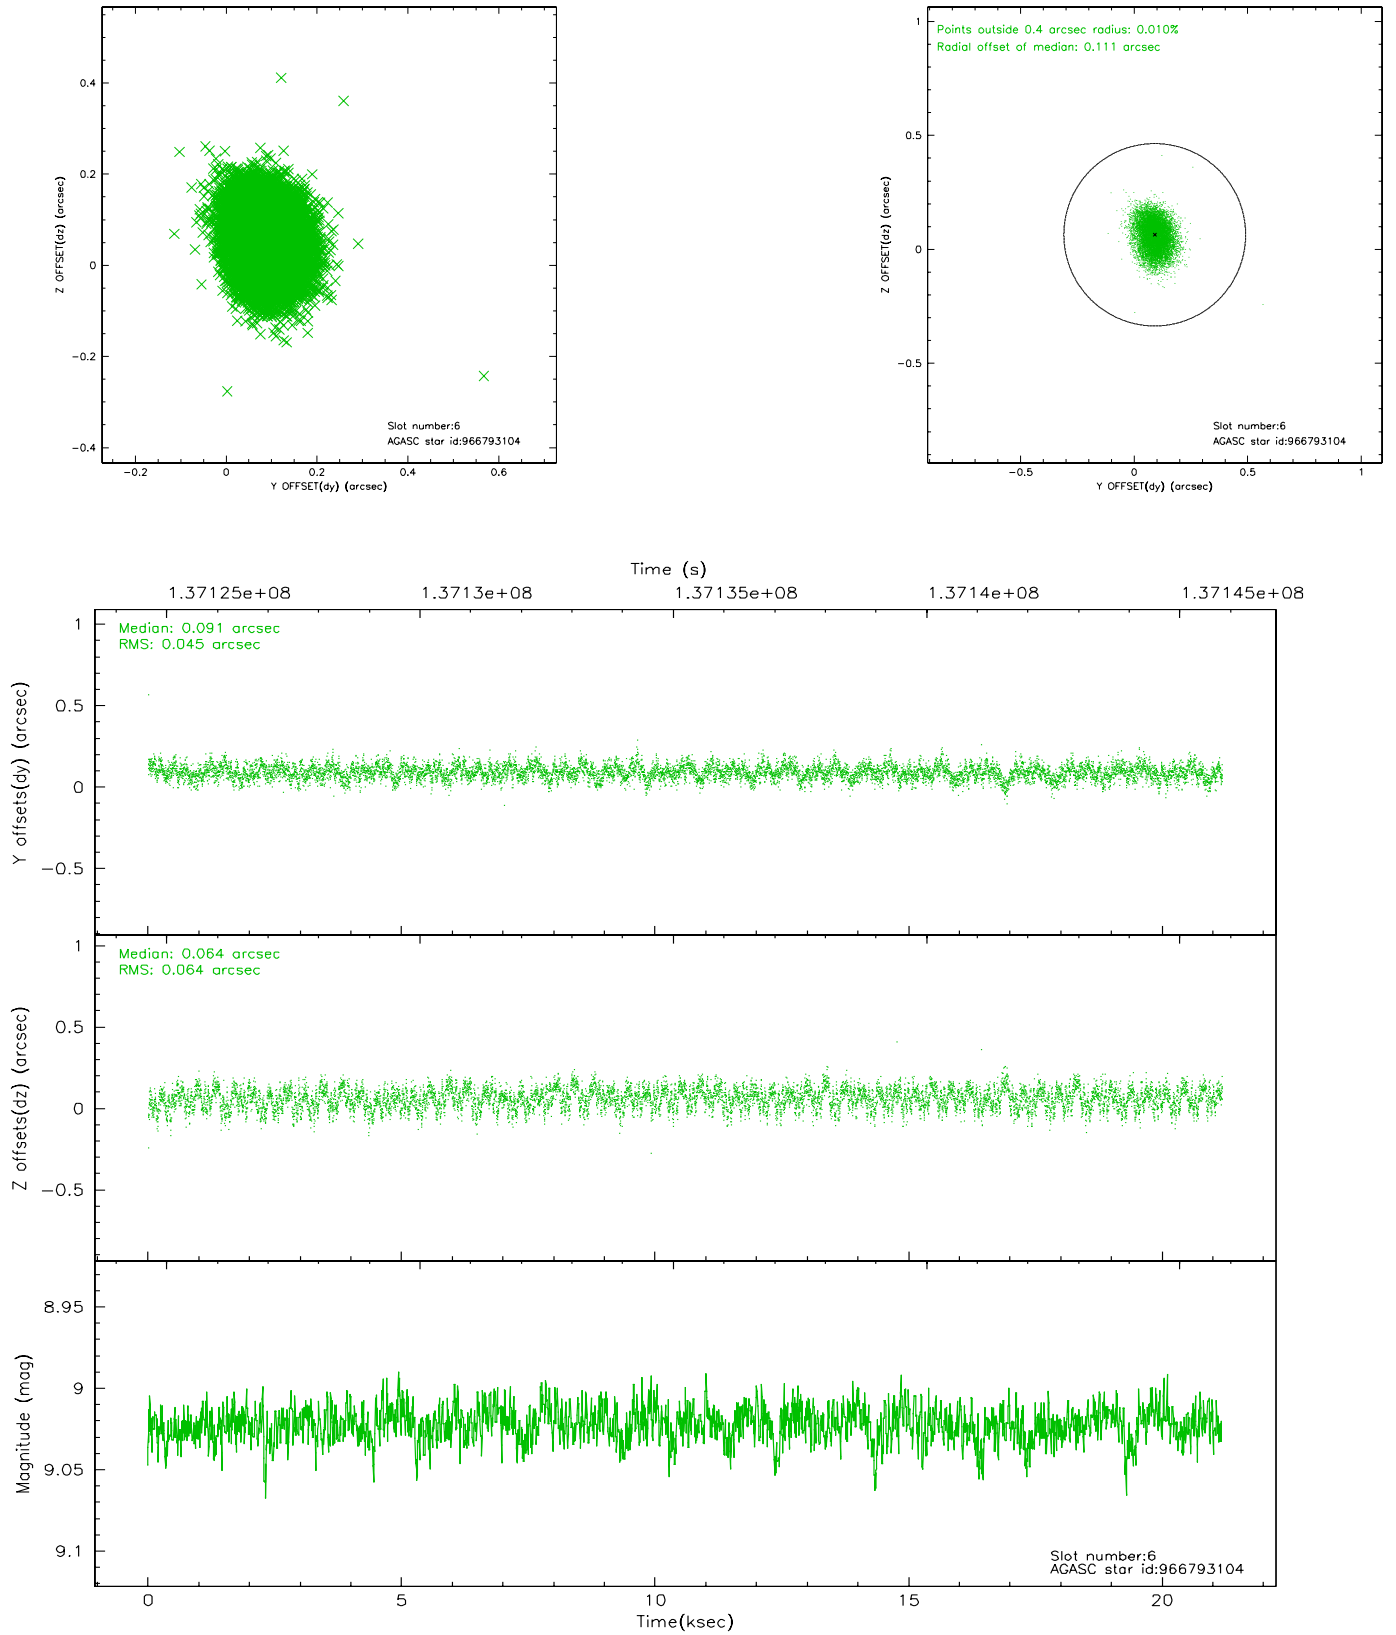 0.4
0.2
0
−0.2
−0.4
Z OFFSET(dz) (arcsec)
Slot number:6
AGASC star id:966793104
−0.2 0 0.2 0.4 0.6
Y OFFSET(dy) (arcsec)
Points outside 0.4 arcsec radius: 0.010%
Radial offset of median: 0.111 arcsec
1
0.5
0
−0.5
Z OFFSET(dz) (arcsec)
Slot number:6
AGASC star id:966793104
−0.5 0 0.5 1
Y OFFSET(dy) (arcsec)
Time (s)
1.37125e+08 1.3713e+08 1.37135e+08 1.3714e+08 1.37145e+08
Median: 0.091 arcsec
RMS: 0.045 arcsec
1
0.5
0
−0.5
Y offsets(dy) (arcsec)
Median: 0.064 arcsec
RMS: 0.064 arcsec
1
0.5
0
−0.5
Z offsets(dz) (arcsec)
8.95
9
9.05
9.1
Magnitude (mag)
Slot number:6
AGASC star id:966793104
0 5 10 15 20
Time(ksec)